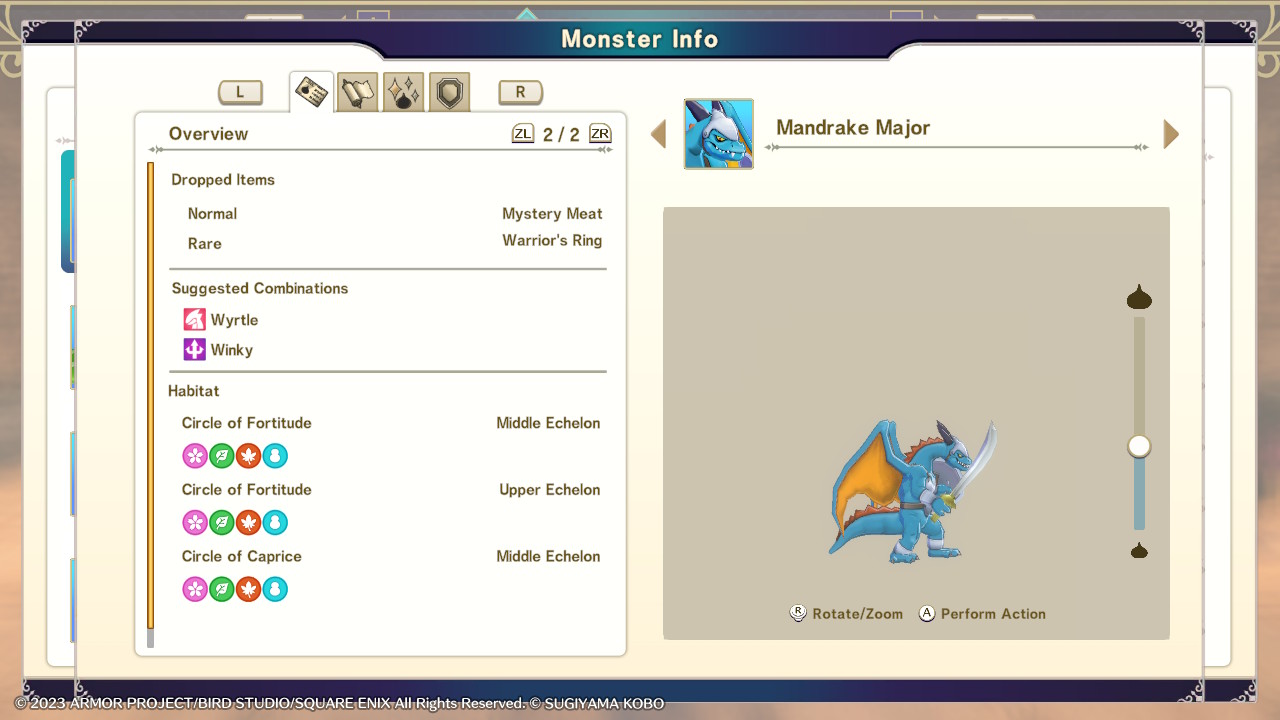 Monster Info
L
R
Overview
ZL 2 / 2 ZR
Mandrake Major
Dropped Items
Normal Mystery Meat
Rare Warrior's Ring
Suggested Combinations
Wyrtle
Winky
Habitat
Circle of Fortitude Middle Echelon
Circle of Fortitude Upper Echelon
Circle of Caprice Middle Echelon
R Rotate/Zoom A Perform Action
© 2023 ARMOR PROJECT/BIRD STUDIO/SQUARE ENIX All Rights Reserved. © SUGIYAMA KOBO